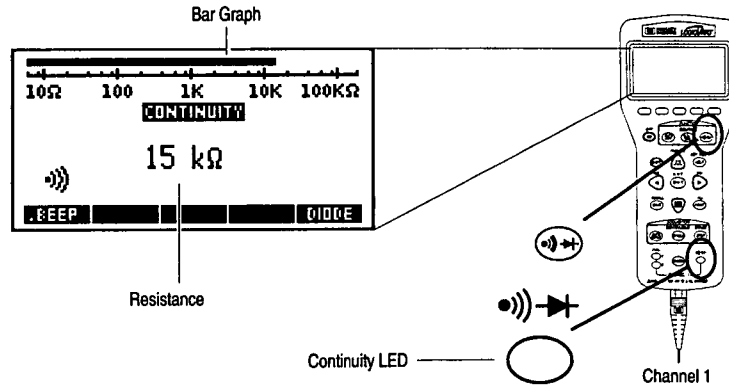 Bar Graph
10Ω 100 1K 10K 100KΩ
CONTINUITY
15 kΩ
.BEEP DIODE
Resistance
Continuity LED
Channel 1